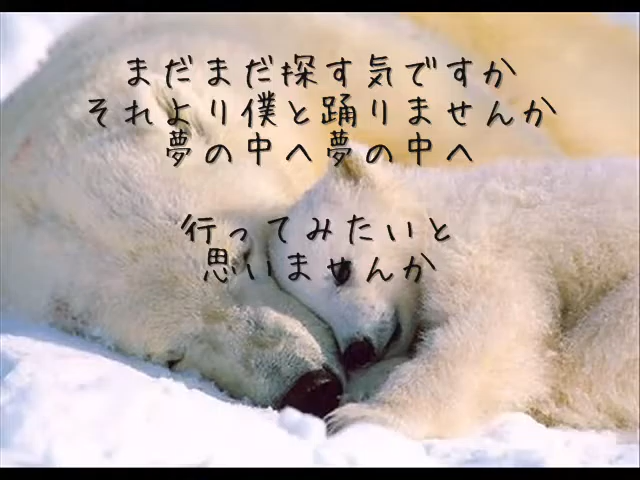 まだまだ探す気ですか
それより僕と踊りませんか
夢の中へ夢の中へ
行ってみたいと
思いませんか